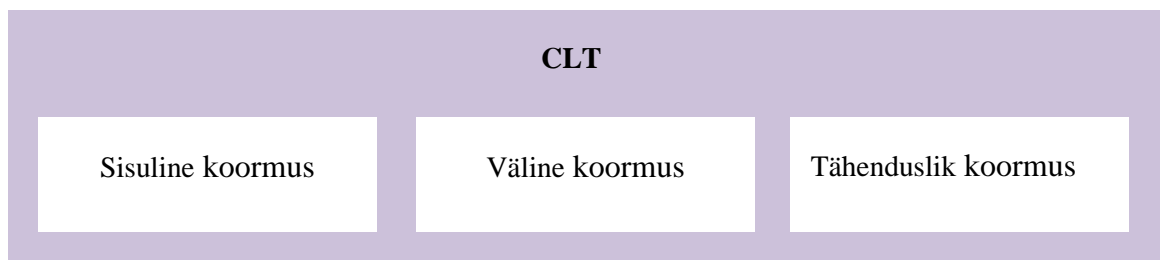 CLT
Sisuline koormus
Väline koormus
Tähenduslik koormus